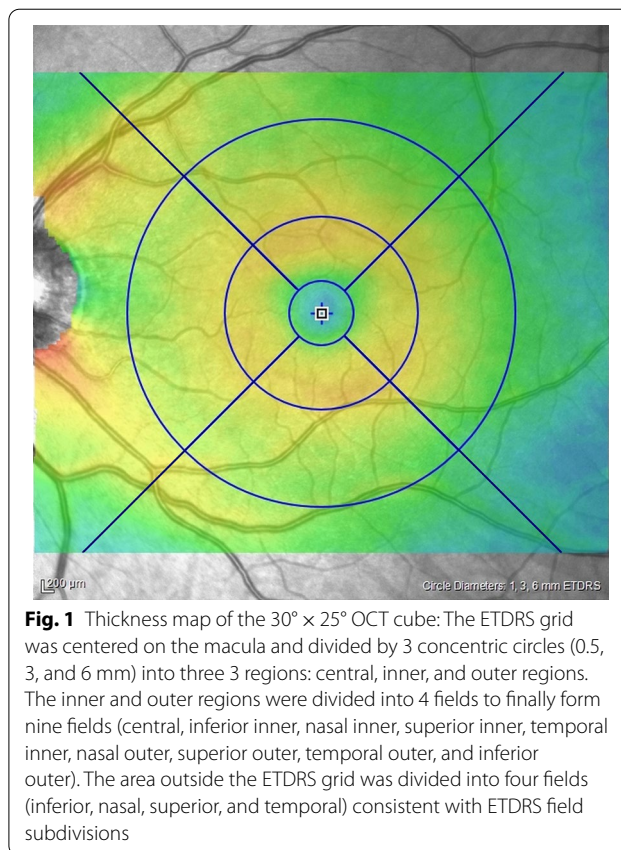 200 µm
Circle Diameters: 1, 3, 6 mm ETDRS
Fig. 1 Thickness map of the 30° × 25° OCT cube: The ETDRS grid
was centered on the macula and divided by 3 concentric circles (0.5,
3, and 6 mm) into three 3 regions: central, inner, and outer regions.
The inner and outer regions were divided into 4 fields to finally form
nine fields (central, inferior inner, nasal inner, superior inner, temporal
inner, nasal outer, superior outer, temporal outer, and inferior
outer). The area outside the ETDRS grid was divided into four fields
(inferior, nasal, superior, and temporal) consistent with ETDRS field
subdivisions